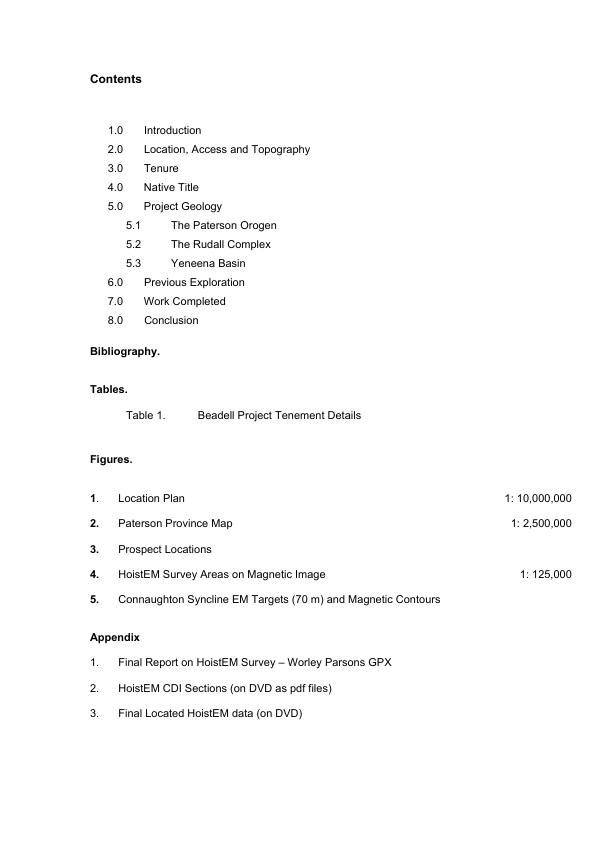 Contents
1.0 Introduction
2.0 Location, Access and Topography
3.0 Tenure
4.0 Native Title
5.0 Project Geology
5.1 The Paterson Orogen
5.2 The Rudall Complex
5.3 Yeneena Basin
6.0 Previous Exploration
7.0 Work Completed
8.0 Conclusion
Bibliography.
Tables.
Table 1. Beadell Project Tenement Details
Figures.
1. Location Plan 1: 10,000,000
2. Paterson Province Map 1: 2,500,000
3. Prospect Locations
4. HoistEM Survey Areas on Magnetic Image 1: 125,000
5. Connaughton Syncline EM Targets (70 m) and Magnetic Contours
Appendix
1. Final Report on HoistEM Survey – Worley Parsons GPX
2. HoistEM CDI Sections (on DVD as pdf files)
3. Final Located HoistEM data (on DVD)